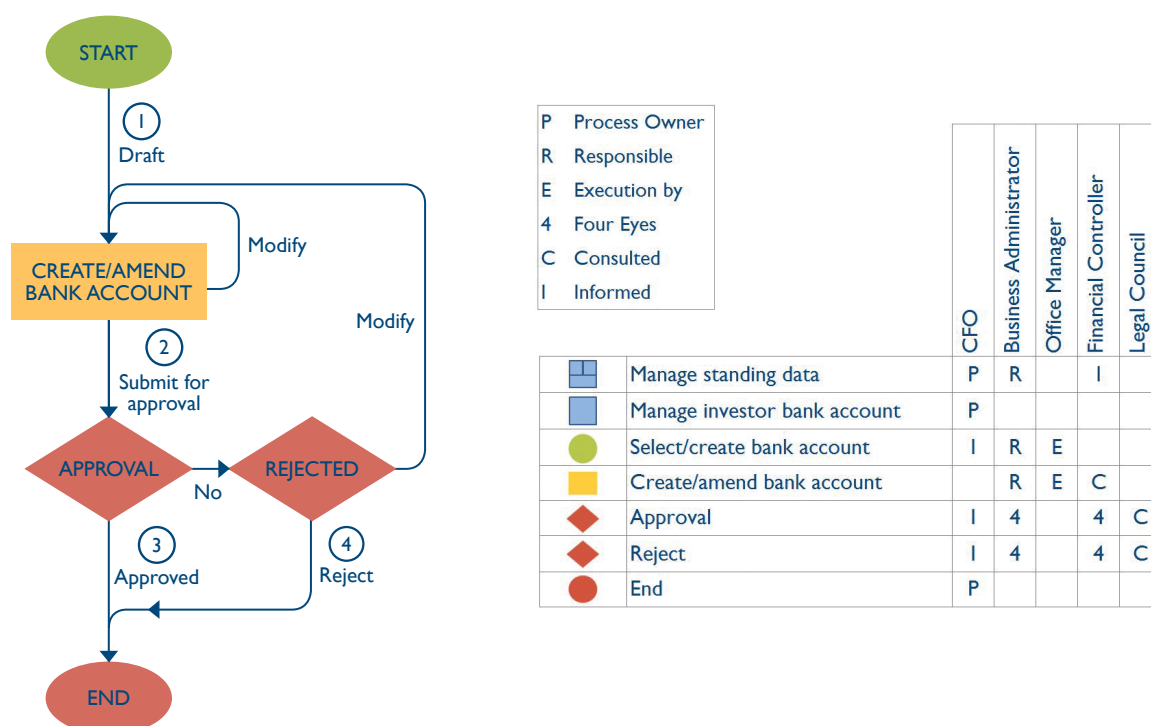 START
1
Draft
Modify
CREATE/AMEND
BANK ACCOUNT
Modify
2
Submit for
approval
APPROVAL
No
REJECTED
3
Approved
4
Reject
END
P Process Owner
R Responsible
E Execution by
4 Four Eyes
C Consulted
I Informed
CFO
Business Administrator
Office Manager
Financial Controller
Legal Council
Manage standing data P R I
Manage investor bank account P
Select/create bank account I R E
Create/amend bank account R E C
Approval I 4 4 C
Reject I 4 4 C
End P